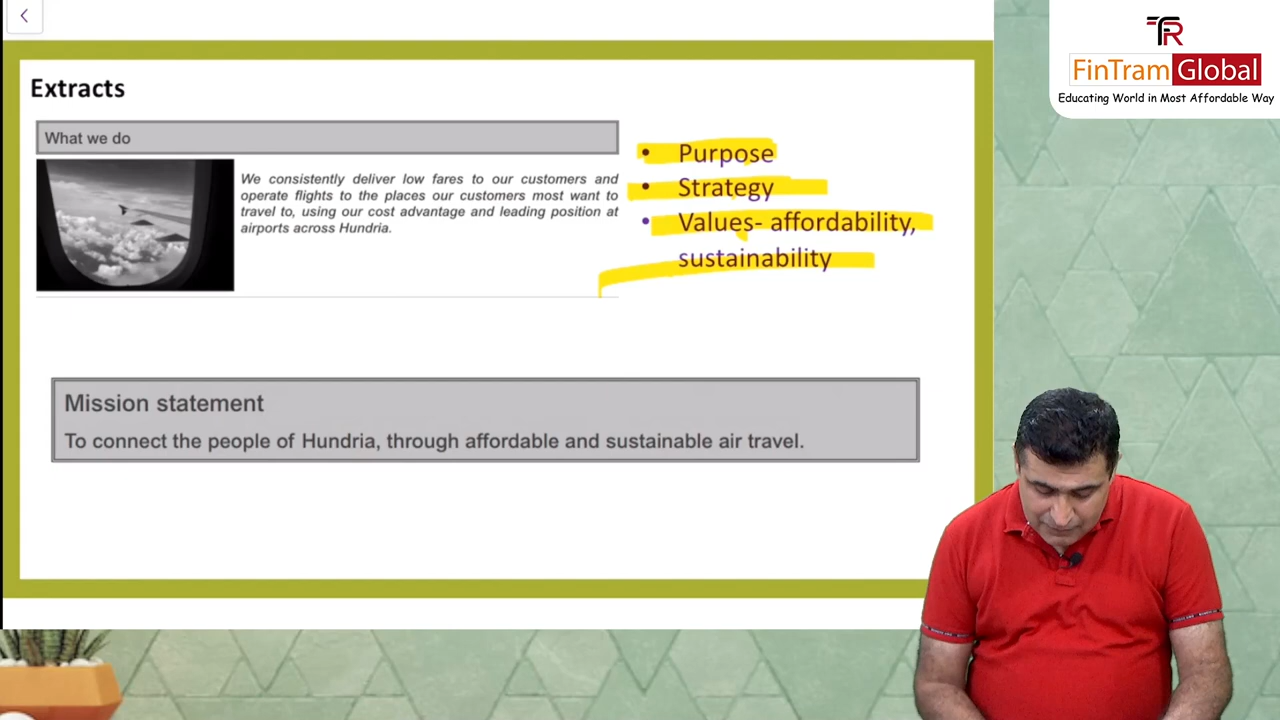 Extracts
What we do
We consistently deliver low fares to our customers and
operate flights to the places our customers most want to
travel to, using our cost advantage and leading position at
airports across Hundria.
• Purpose
• Strategy
• Values- affordability,
sustainability
Mission statement
To connect the people of Hundria, through affordable and sustainable air travel.
FinTram Global
Educating World in Most Affordable Way